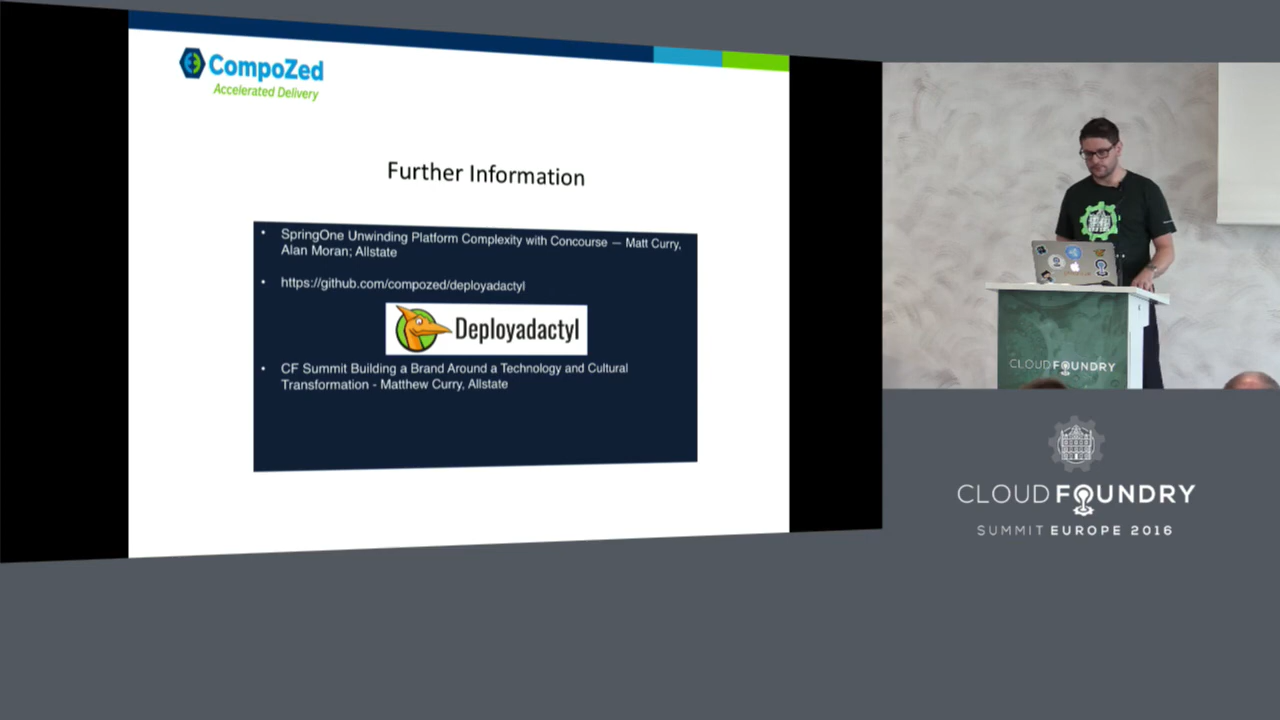 CompoZed
Accelerated Delivery
Further Information
• SpringOne Unwinding Platform Complexity with Concourse — Matt Curry,
Alan Moran; Allstate
• https://github.com/compozed/deployadactyl
Deployadactyl
• CF Summit Building a Brand Around a Technology and Cultural
Transformation - Matthew Curry, Allstate
CLOUD FOUNDRY
CLOUD FOUNDRY
SUMMIT EUROPE 2016